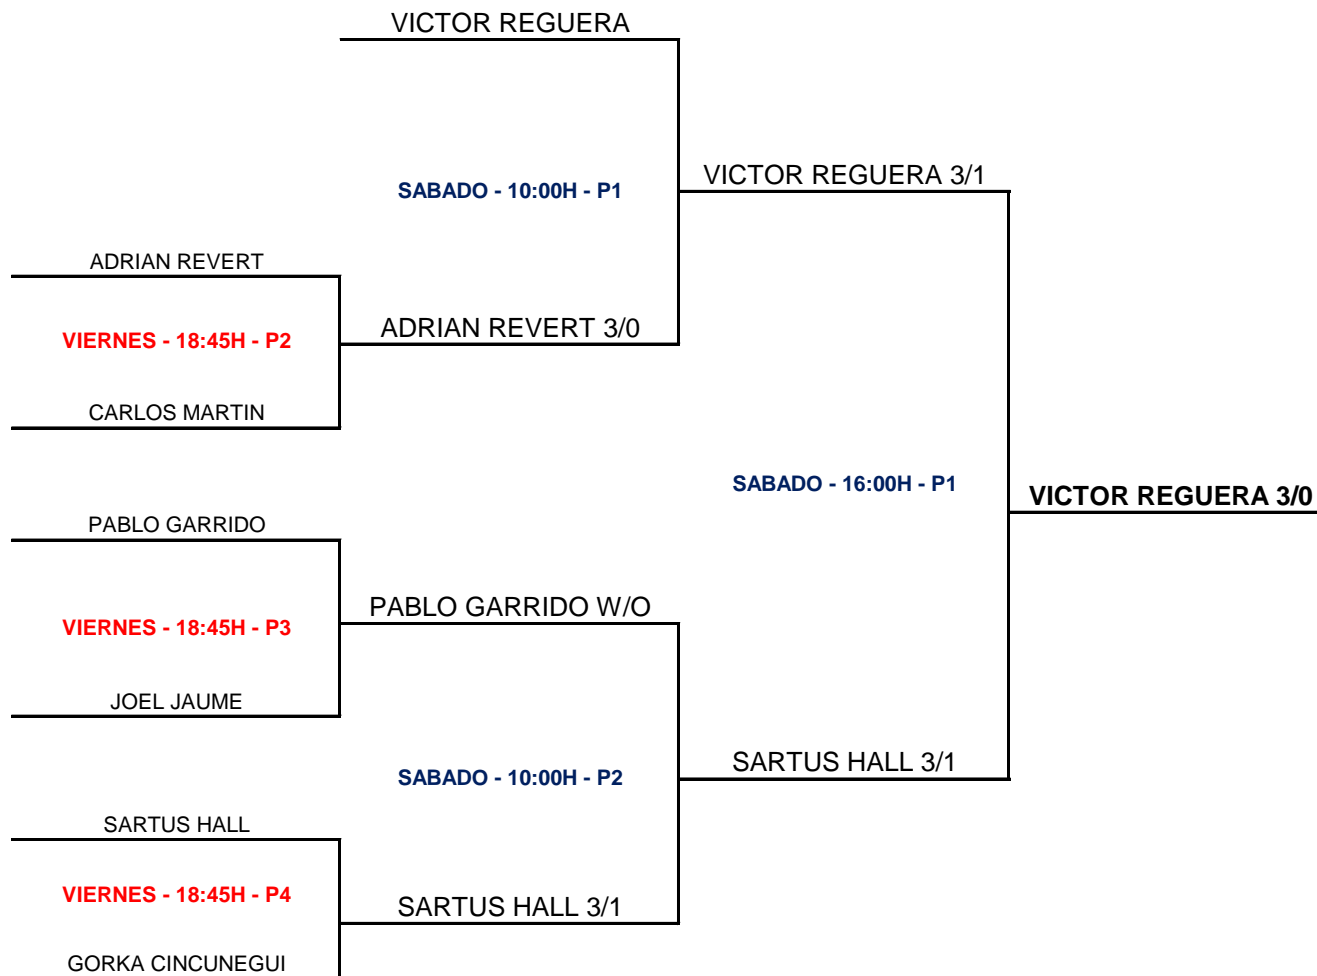 VICTOR REGUERA
VICTOR REGUERA 3/1
SABADO - 10:00H - P1
ADRIAN REVERT
ADRIAN REVERT 3/0
VIERNES - 18:45H - P2
CARLOS MARTIN
SABADO - 16:00H - P1
VICTOR REGUERA 3/0
PABLO GARRIDO
PABLO GARRIDO W/O
VIERNES - 18:45H - P3
JOEL JAUME
SARTUS HALL 3/1
SABADO - 10:00H - P2
SARTUS HALL
VIERNES - 18:45H - P4
SARTUS HALL 3/1
GORKA CINCUNEGUI